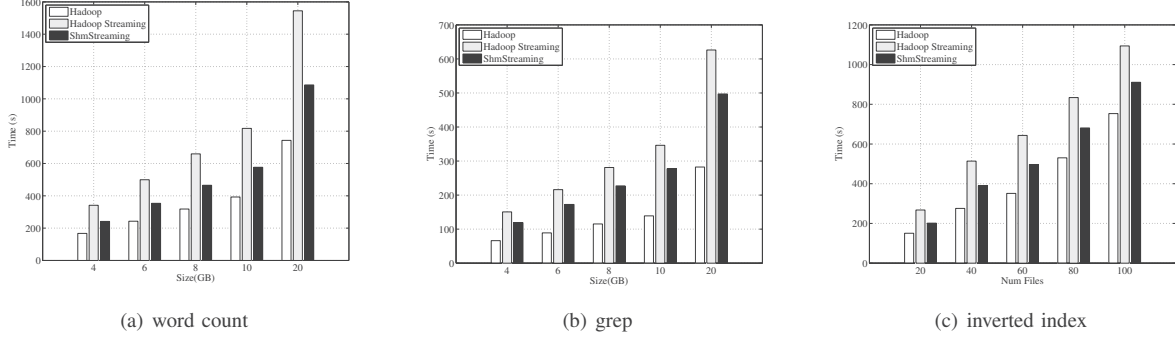 1600
1400
1200
1000
800
600
400
200
0
Time (s)
Hadoop
Hadoop Streaming
ShmStreaming
4 6 8 10 20
Size(GB)
(a) word count
700
600
500
400
300
200
100
0
Time (s)
Hadoop
Hadoop Streaming
ShmStreaming
4 6 8 10 20
Size(GB)
(b) grep
1200
1000
800
600
400
200
0
Time (s)
Hadoop
Hadoop Streaming
ShmStreaming
20 40 60 80 100
Num Files
(c) inverted index